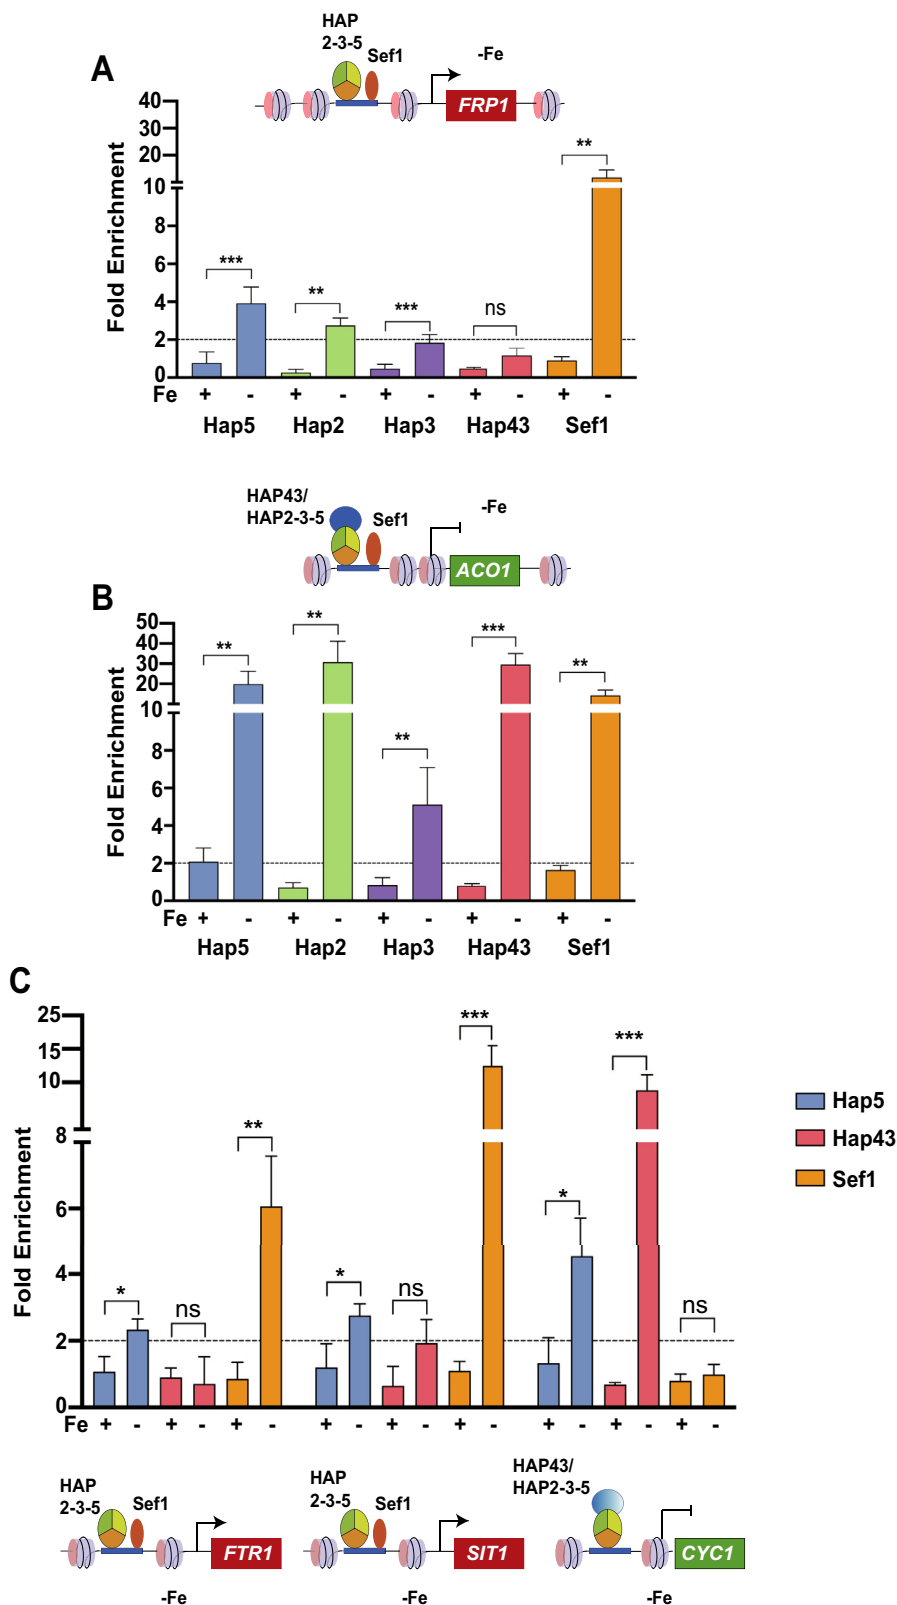 HAP
2-3-5
Sef1
-Fe
A
FRP1
40
30
20
10
8
6
4
2
0
Fold Enrichment
***
**
***
ns
**
Fe + - + - + - + - + -
Hap5 Hap2 Hap3 Hap43 Sef1
HAP43/
HAP2-3-5
Sef1
-Fe
ACO1
B
50
40
30
20
10
8
6
4
2
0
Fold Enrichment
**
**
**
***
**
Fe + - + - + - + - + -
Hap5 Hap2 Hap3 Hap43 Sef1
C
25
15
10
8
6
4
2
0
Fold Enrichment
*
ns
**
*
ns
***
*
***
ns
Hap5
Hap43
Sef1
Fe + - + - + - + - + - + - + - + - + -
HAP
2-3-5
Sef1
FTR1
-Fe
HAP
2-3-5
Sef1
SIT1
-Fe
HAP43/
HAP2-3-5
CYC1
-Fe